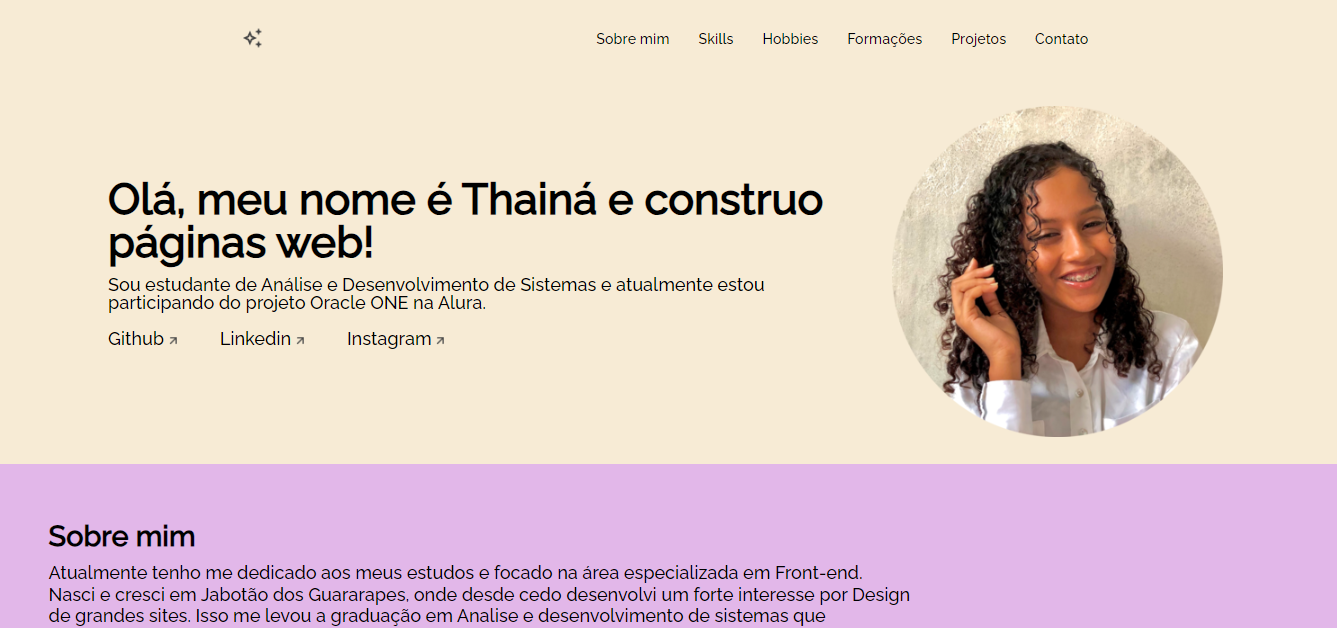 Sobre mim Skills Hobbies Formações Projetos Contato
Olá, meu nome é Thainá e construo
páginas web!
Sou estudante de Análise e Desenvolvimento de Sistemas e atualmente estou
participando do projeto Oracle ONE na Alura.
Github Linkedin Instagram
Sobre mim
Atualmente tenho me dedicado aos meus estudos e focado na área especializada em Front-end.
Nasci e cresci em Jabotão dos Guararapes, onde desde cedo desenvolvi um forte interesse por Design
de grandes sites. Isso me levou a graduação em Analise e desenvolvimento de sistemas que